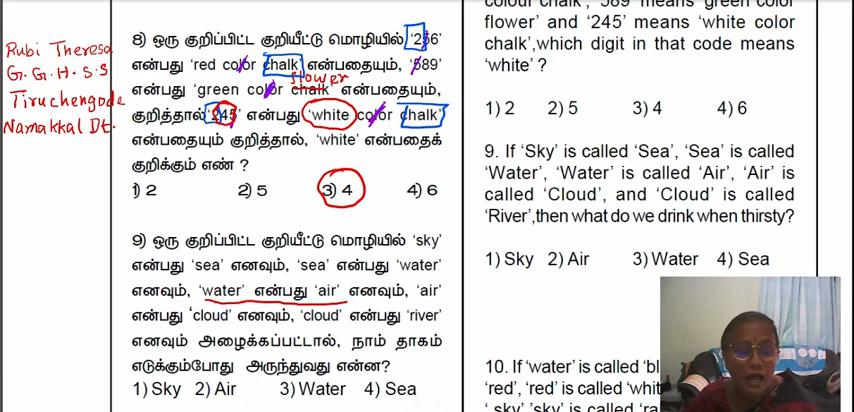 Rubi Theresa
G. G. H. S. S
Tiruchengode
Namakkal Dt.
8) ஒரு குறிப்பிட்ட குறியீட்டு மொழியில் ‘256
என்பது ‘red color chalk என்பதையும், ‘589
flower
என்பது ‘green color chalk என்பதையும்,
குறித்தால் ‘245’ என்பது ‘white color chalk’
என்பதையும் குறித்தால், ‘white’ என்பதைக்
குறிக்கும் எண் ?
1) 2 2) 5 3) 4 4) 6
9) ஒரு குறிப்பிட்ட குறியீட்டு மொழியில் ‘sky’
என்பது ‘sea’ எனவும், ‘sea’ என்பது ‘water’
எனவும், ‘water’ என்பது ‘air’ எனவும், ‘air’
என்பது ‘cloud’ எனவும், ‘cloud’ என்பது ‘river’
எனவும் அழைக்கப்பட்டால், நாம் தாகம்
எடுக்கும்போது அருந்துவது என்ன?
1) Sky 2) Air 3) Water 4) Sea
colour chalk’, ‘589’ means ‘green color
flower’ and ‘245’ means ‘white color
chalk’,which digit in that code means
‘white’ ?
1) 2 2) 5 3) 4 4) 6
9. If ‘Sky’ is called ‘Sea’, ‘Sea’ is called
‘Water’, ‘Water’ is called ‘Air’, ‘Air’ is
called ‘Cloud’, and ‘Cloud’ is called
‘River’,then what do we drink when thirsty?
1) Sky 2) Air 3) Water 4) Sea
10. If ‘water’ is called ‘bl
‘red’, ‘red’ is called ‘whit
‘ sky’ ‘sky’ is called ‘ra